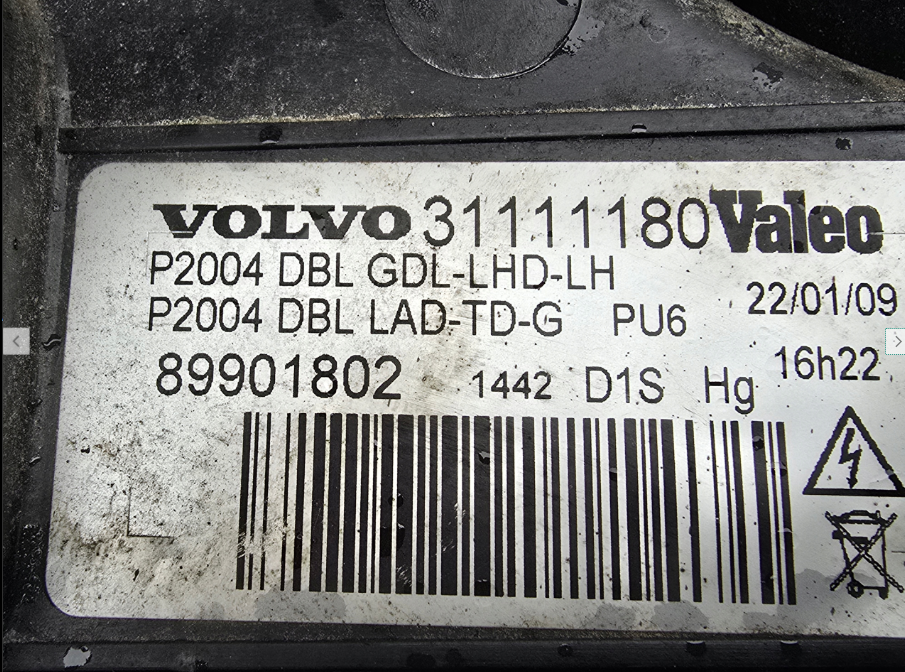 VOLVO 31111180 Valeo
P2004 DBL GDL-LHD-LH
P2004 DBL LAD-TD-G PU6 22/01/09
89901802 1442 D1S Hg 16h22